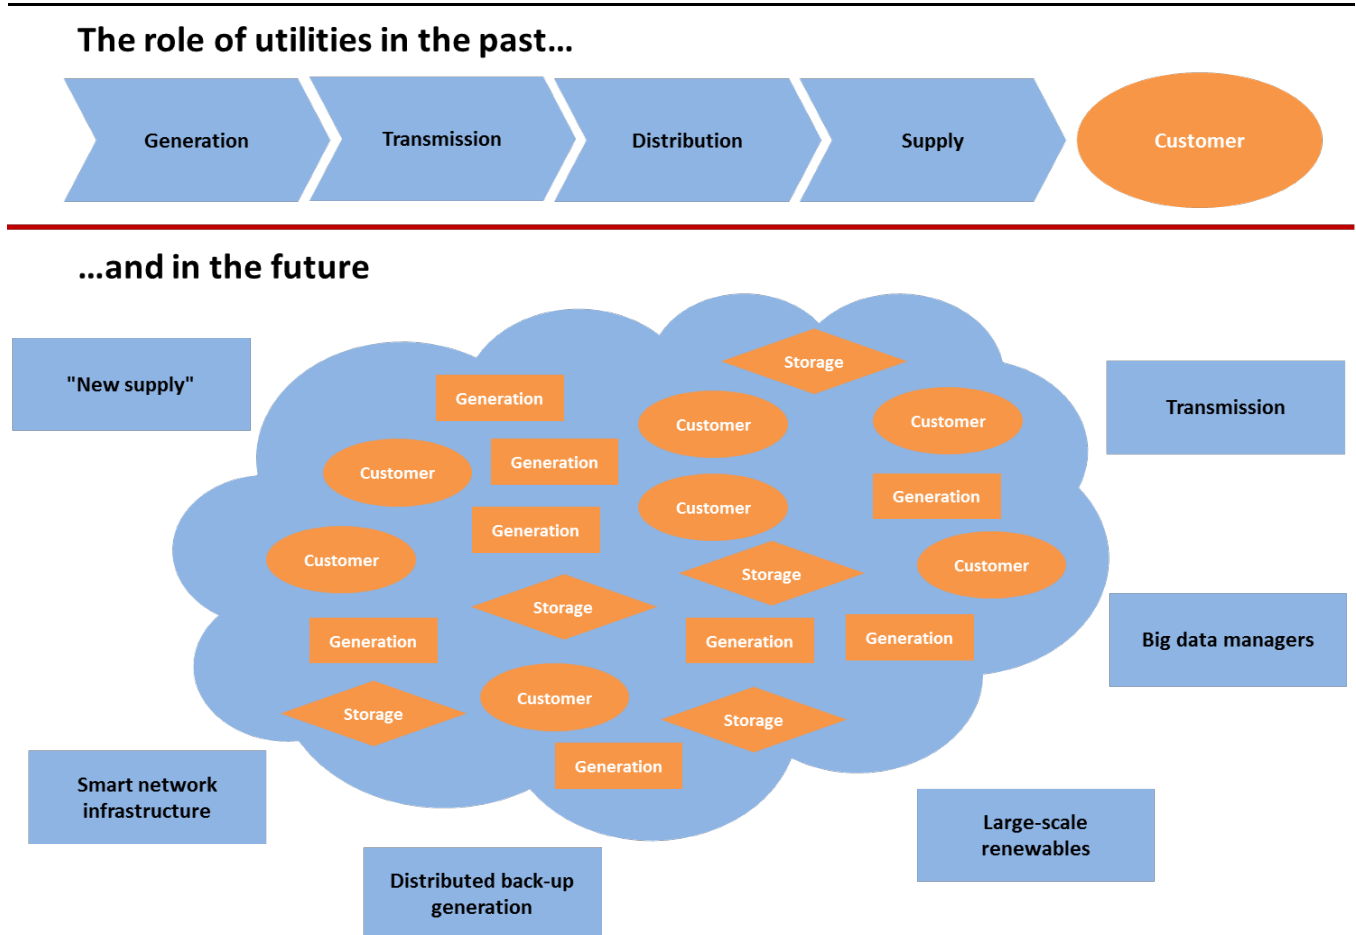 The role of utilities in the past...
Generation
Transmission
Distribution
Supply
Customer
...and in the future
"New supply"
Storage
Transmission
Generation
Customer
Customer
Generation
Customer
Generation
Customer
Generation
Customer
Customer
Storage
Storage
Generation
Generation
Generation
Big data managers
Customer
Storage
Storage
Generation
Smart network
infrastructure
Large-scale
renewables
Distributed back-up
generation